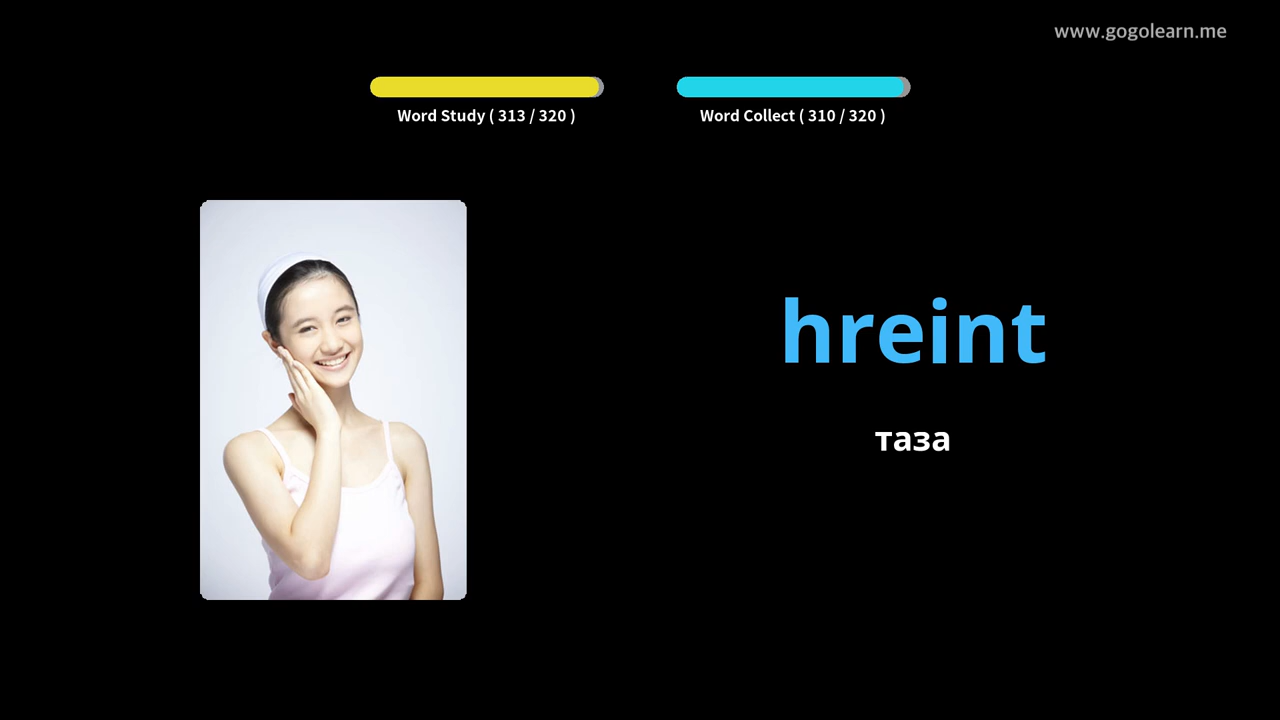 www.gogolearn.me
Word Study ( 313 / 320 )
Word Collect ( 310 / 320 )
hreint
таза